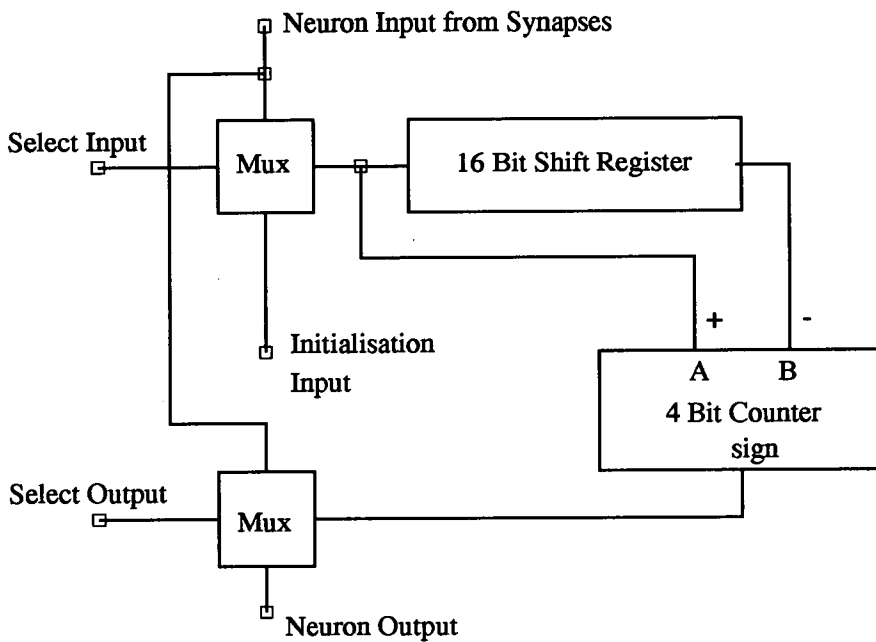 Neuron Input from Synapses
Select Input
Mux
16 Bit Shift Register
Initialisation
Input
+
-
A
B
4 Bit Counter
sign
Select Output
Mux
Neuron Output